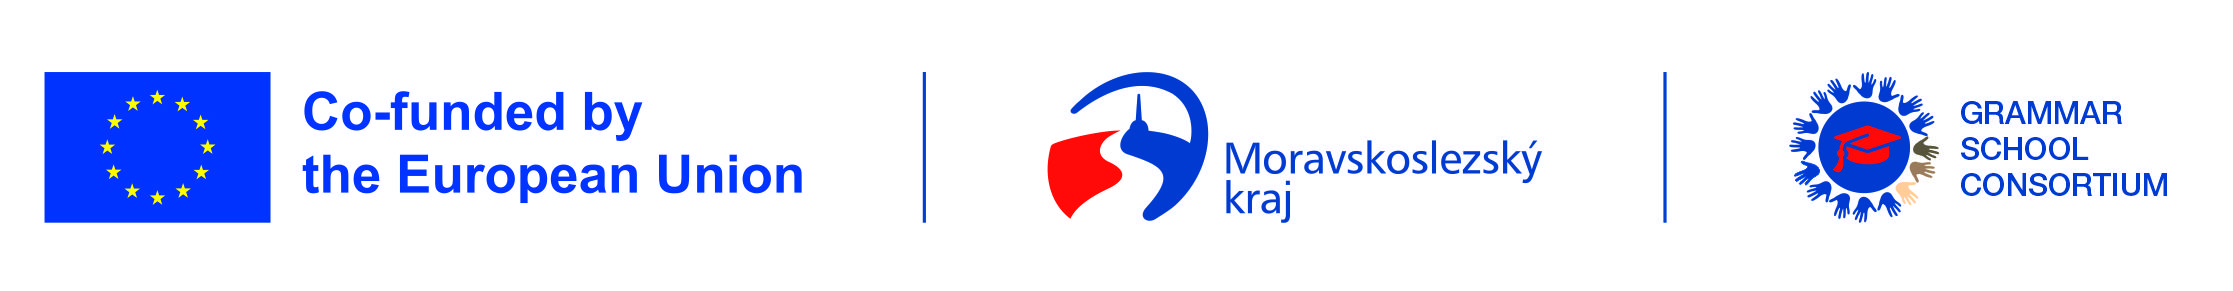 Co-funded by
the European Union
Moravskoslezský
kraj
GRAMMAR
SCHOOL
CONSORTIUM